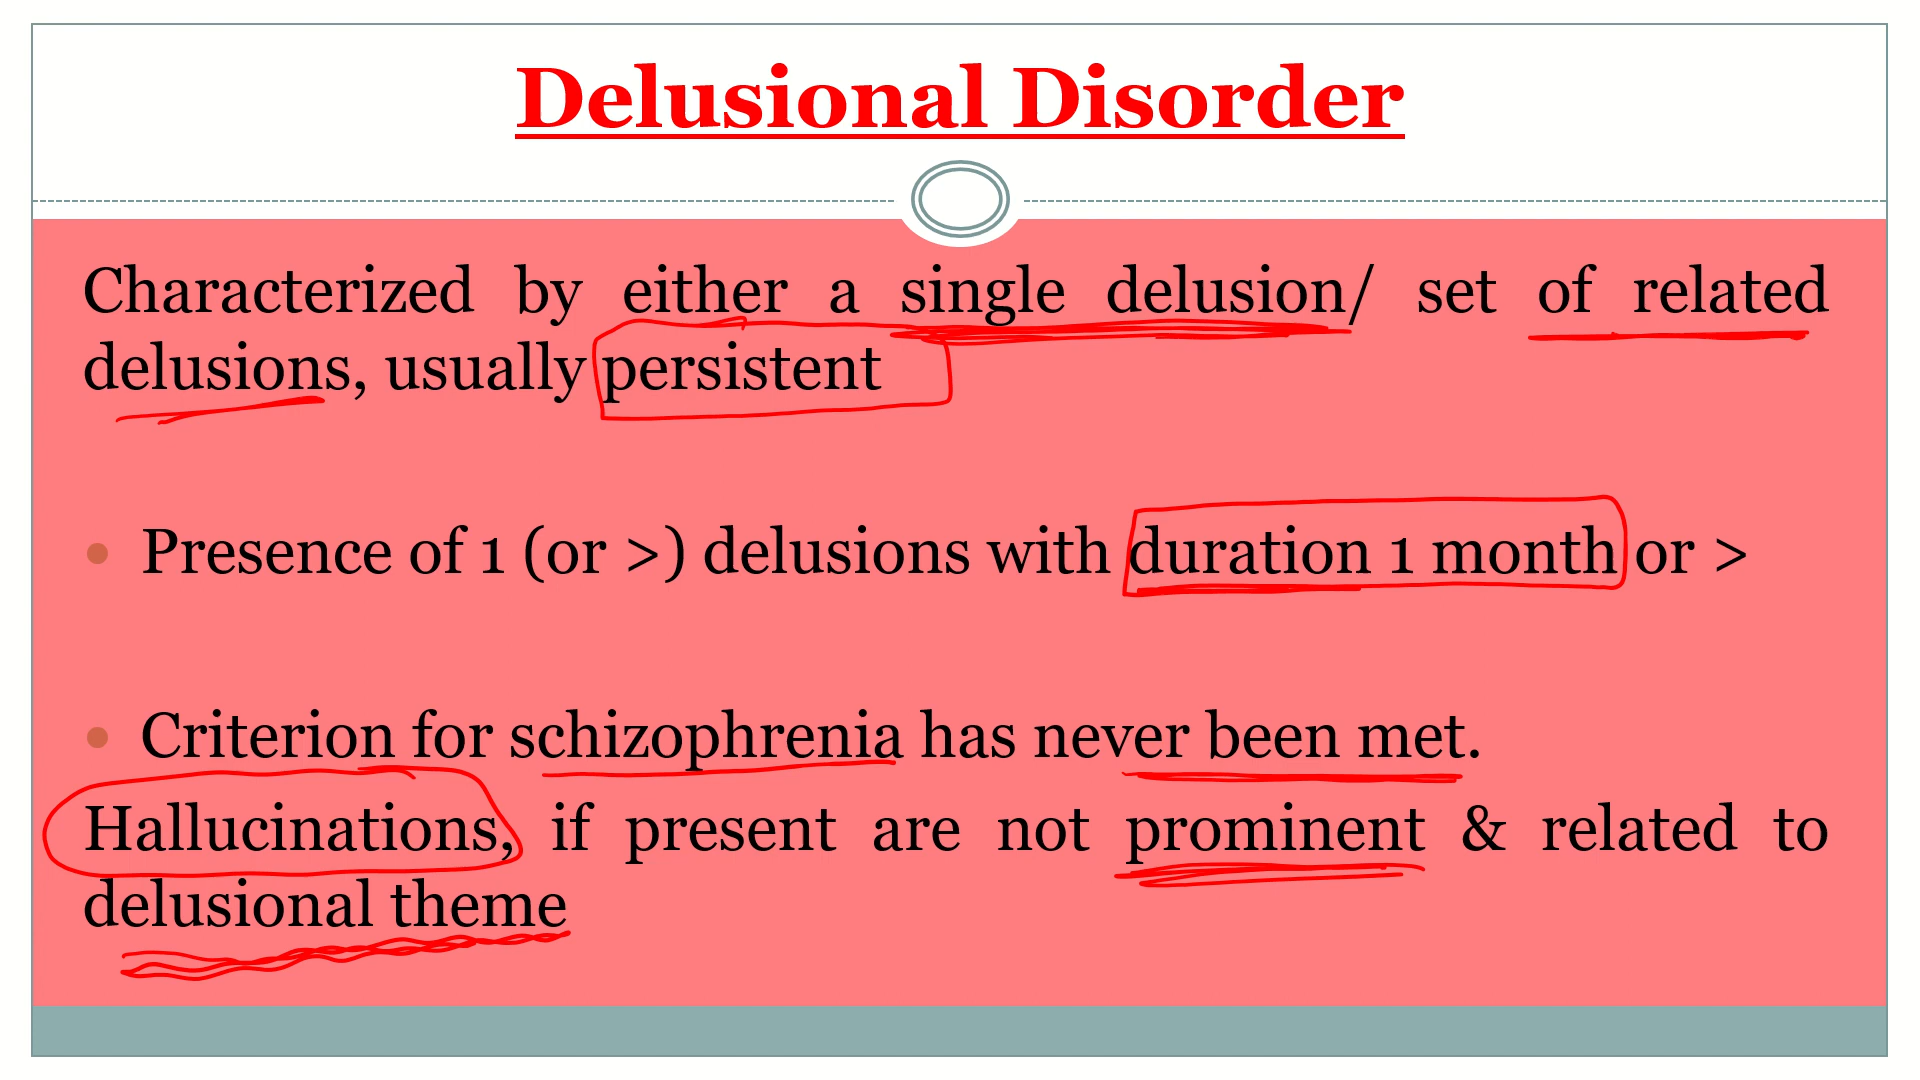 Delusional Disorder
Characterized by either a single delusion/ set of related
delusions, usually persistent
• Presence of 1 (or >) delusions with duration 1 month or >
• Criterion for schizophrenia has never been met.
Hallucinations, if present are not prominent & related to
delusional theme